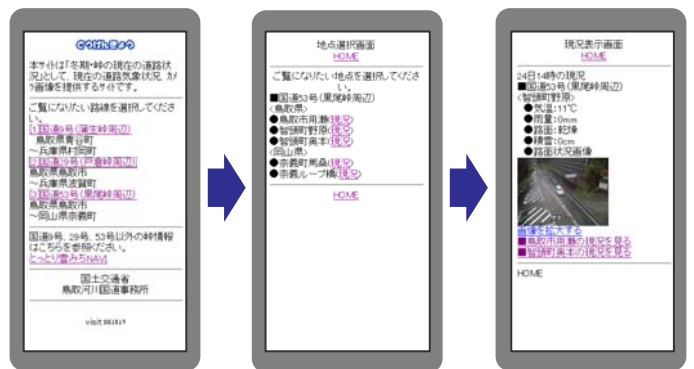 とうげんきょう
本サイトは「冬期・峠の現在の道路状
況」として、現在の道路気象状況、カメ
ラ画像を提供するサイトです。
ご覧になりたい路線を選択してくださ
い。
[1]国道9号(蒲生峠周辺)
鳥取県青谷町
～兵庫県村岡町
[2]国道29号(戸倉峠周辺)
鳥取県鳥取市
～兵庫県波賀町
[3]国道53号(黒尾峠周辺)
鳥取県鳥取市
～岡山県奈義町
国道9号、29号、53号以外の峠情報
はこちらを参照ください。
とっとり雪みちNAVI
国土交通省
鳥取河川国道事務所
visit:
地点選択画面
HOME
ご覧になりたい地点を選択してくださ
い。
■国道53号(黒尾峠周辺)
<鳥取県>
●鳥取市用瀬(現況)
●智頭町野原(現況)
●智頭町奥本(現況)
<岡山県>
●奈義町馬桑(現況)
●奈義ループ橋(現況)
HOME
現況表示画面
HOME
24日14時の現況
■国道53号(黒尾峠周辺)
<智頭町野原>
●気温:11℃
●雨量:0mm
●路面:乾燥
●積雪:0cm
●路面状況画像
画像を拡大する
■鳥取市用瀬の現況を見る
■智頭町奥本の現況を見る
HOME